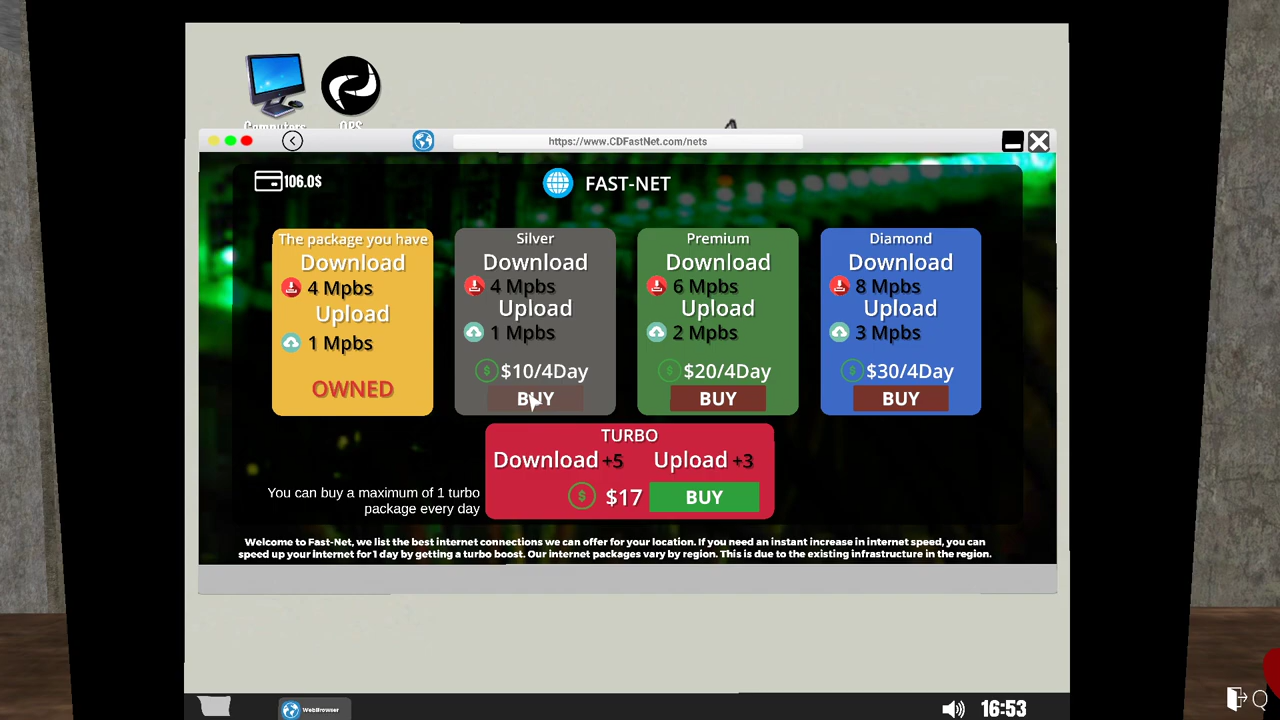 Computers OPS
https://www.CDFastNet.com/nets
106.0$
FAST-NET
The package you have
Download
4 Mpbs
Upload
1 Mpbs
OWNED
Silver
Download
4 Mpbs
Upload
1 Mpbs
$10/4Day
BUY
Premium
Download
6 Mpbs
Upload
2 Mpbs
$20/4Day
BUY
Diamond
Download
8 Mpbs
Upload
3 Mpbs
$30/4Day
BUY
TURBO
Download +5 Upload +3
$ $17 BUY
You can buy a maximum of 1 turbo
package every day
Welcome to Fast-Net, we list the best internet connections we can offer for your location. If you need an instant increase in internet speed, you can
speed up your internet for 1 day by getting a turbo boost. Our internet packages vary by region. This is due to the existing infrastructure in the region.
WebBrowser
16:53
Q